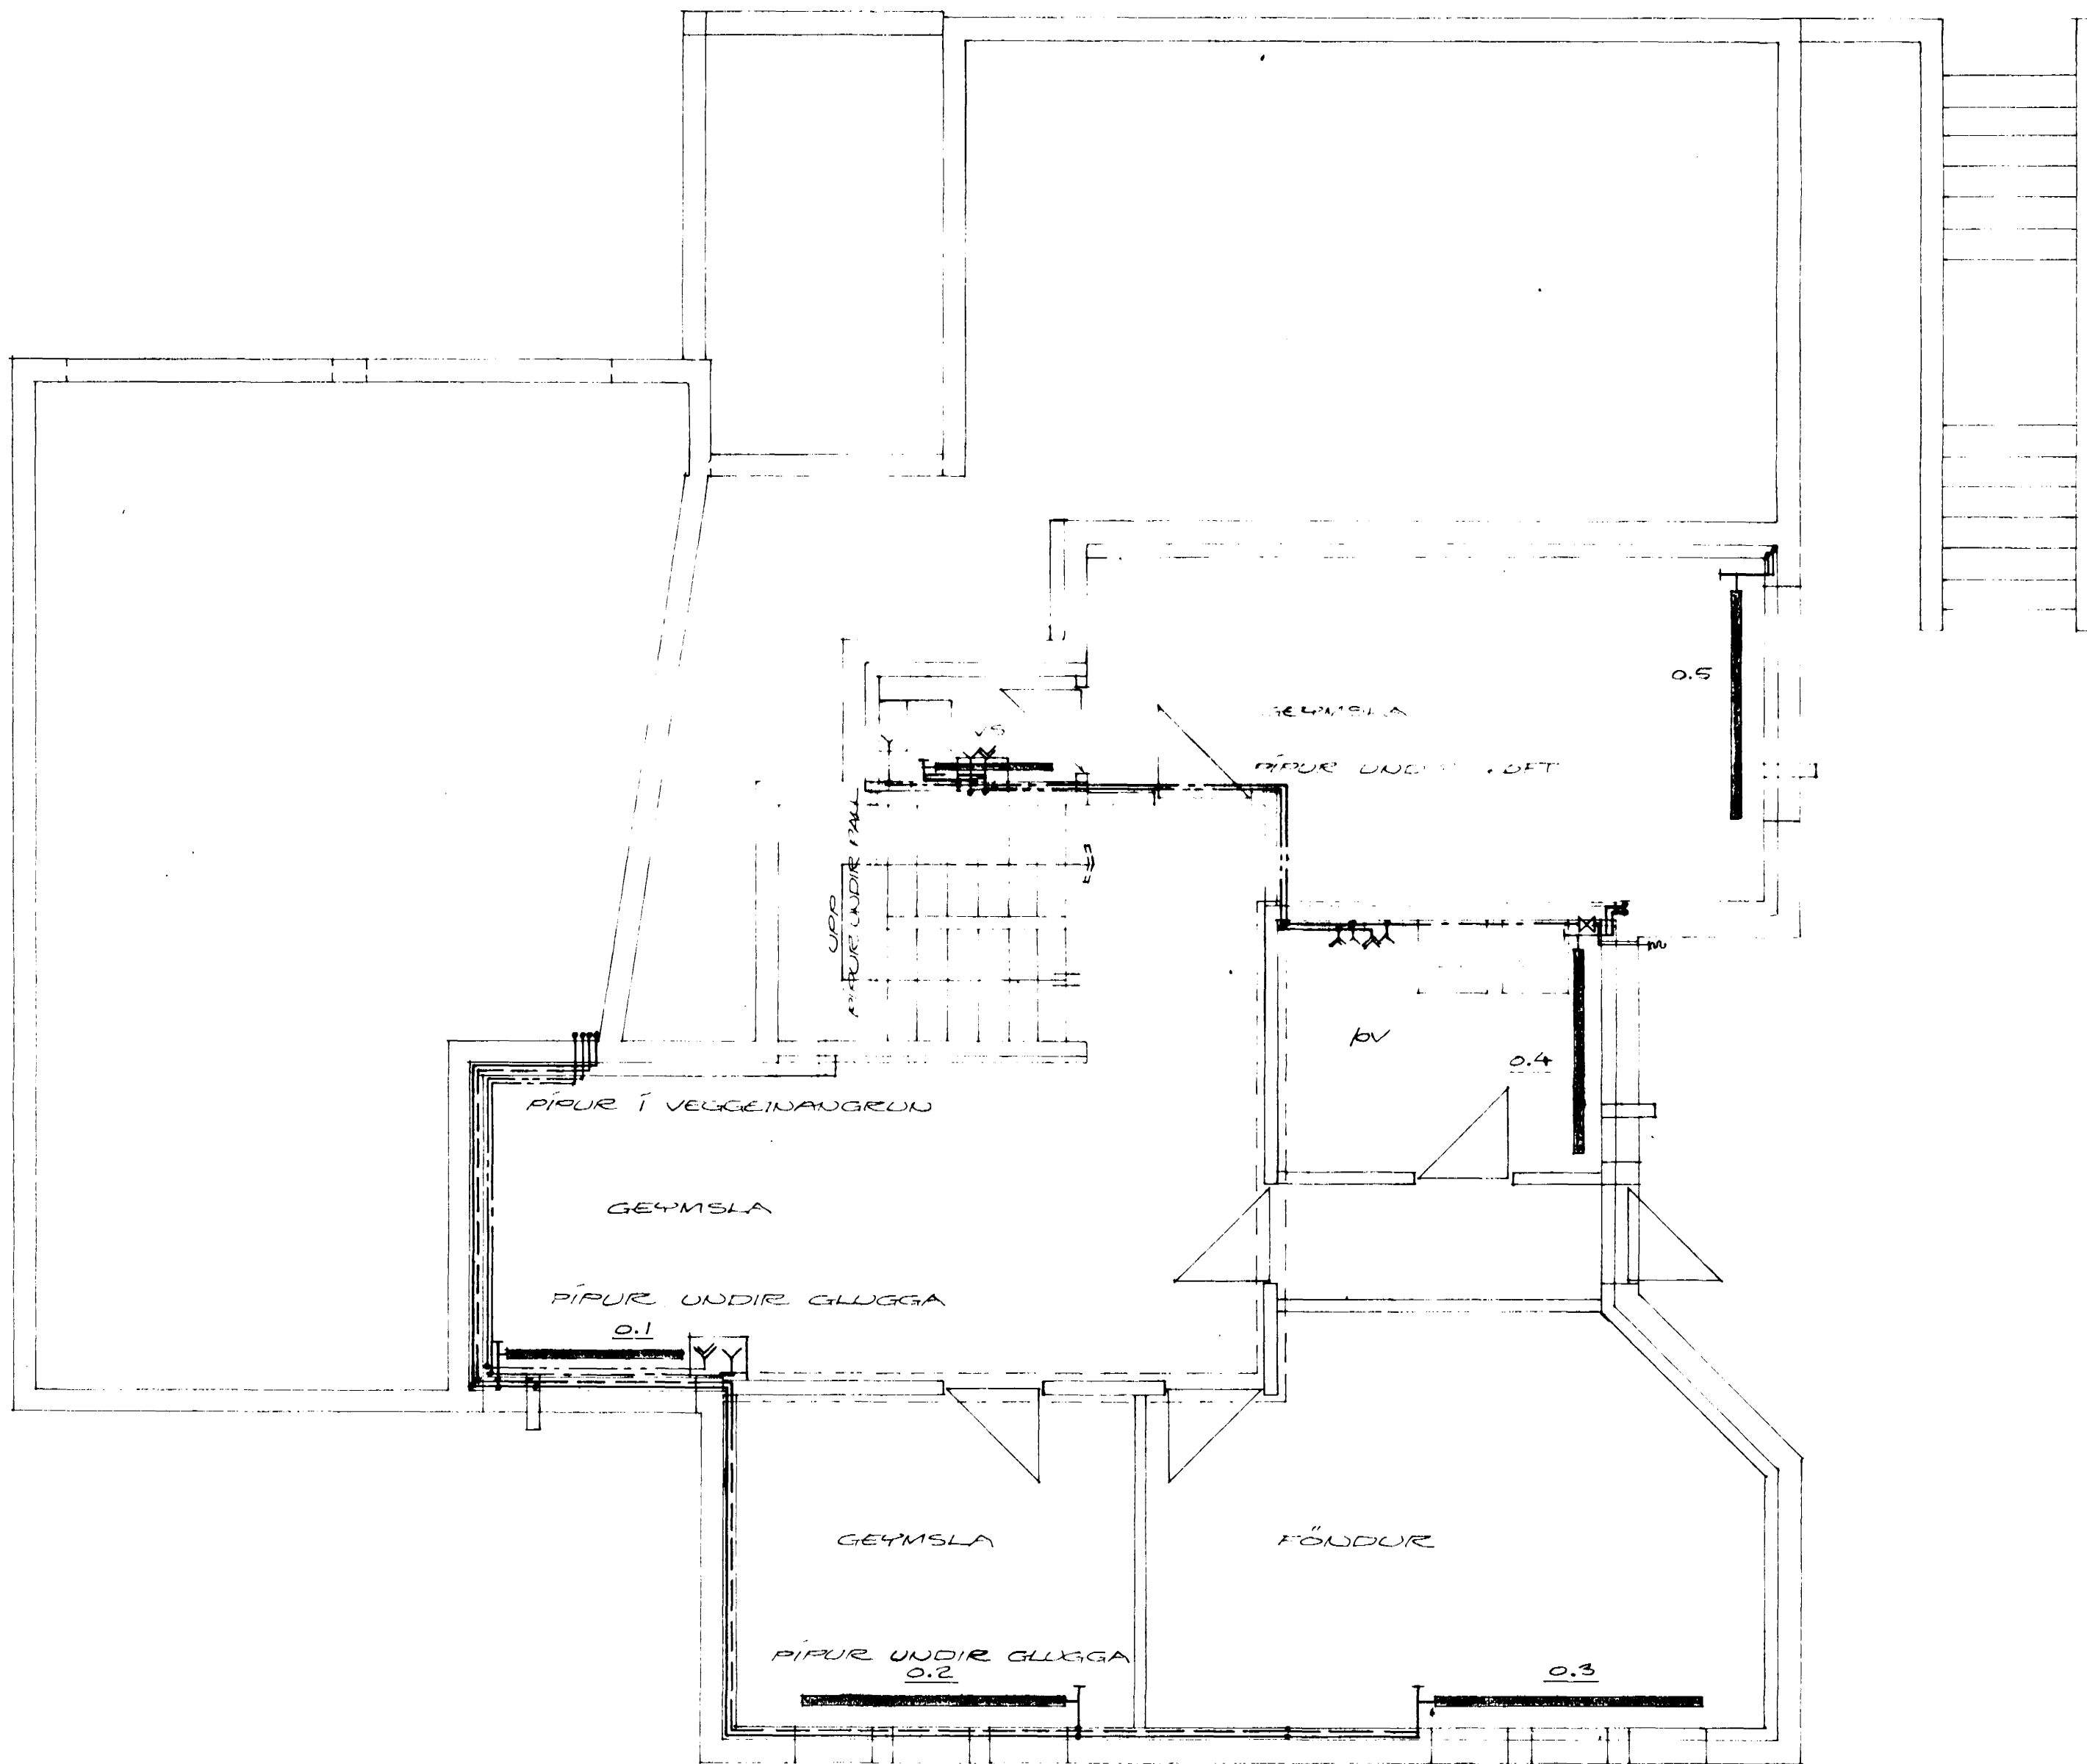 0.5
GEYMSLA
VS
PÍPUR
UPP
PÍPUR UNDIR PALL
ÞV
0.4
PÍPUR Í VEGGEINANGRUN
GEYMSLA
PÍPUR UNDIR GLUGGA
0.1
GEYMSLA
FÖNDUR
PÍPUR UNDIR GLUGGA
0.2
0.3